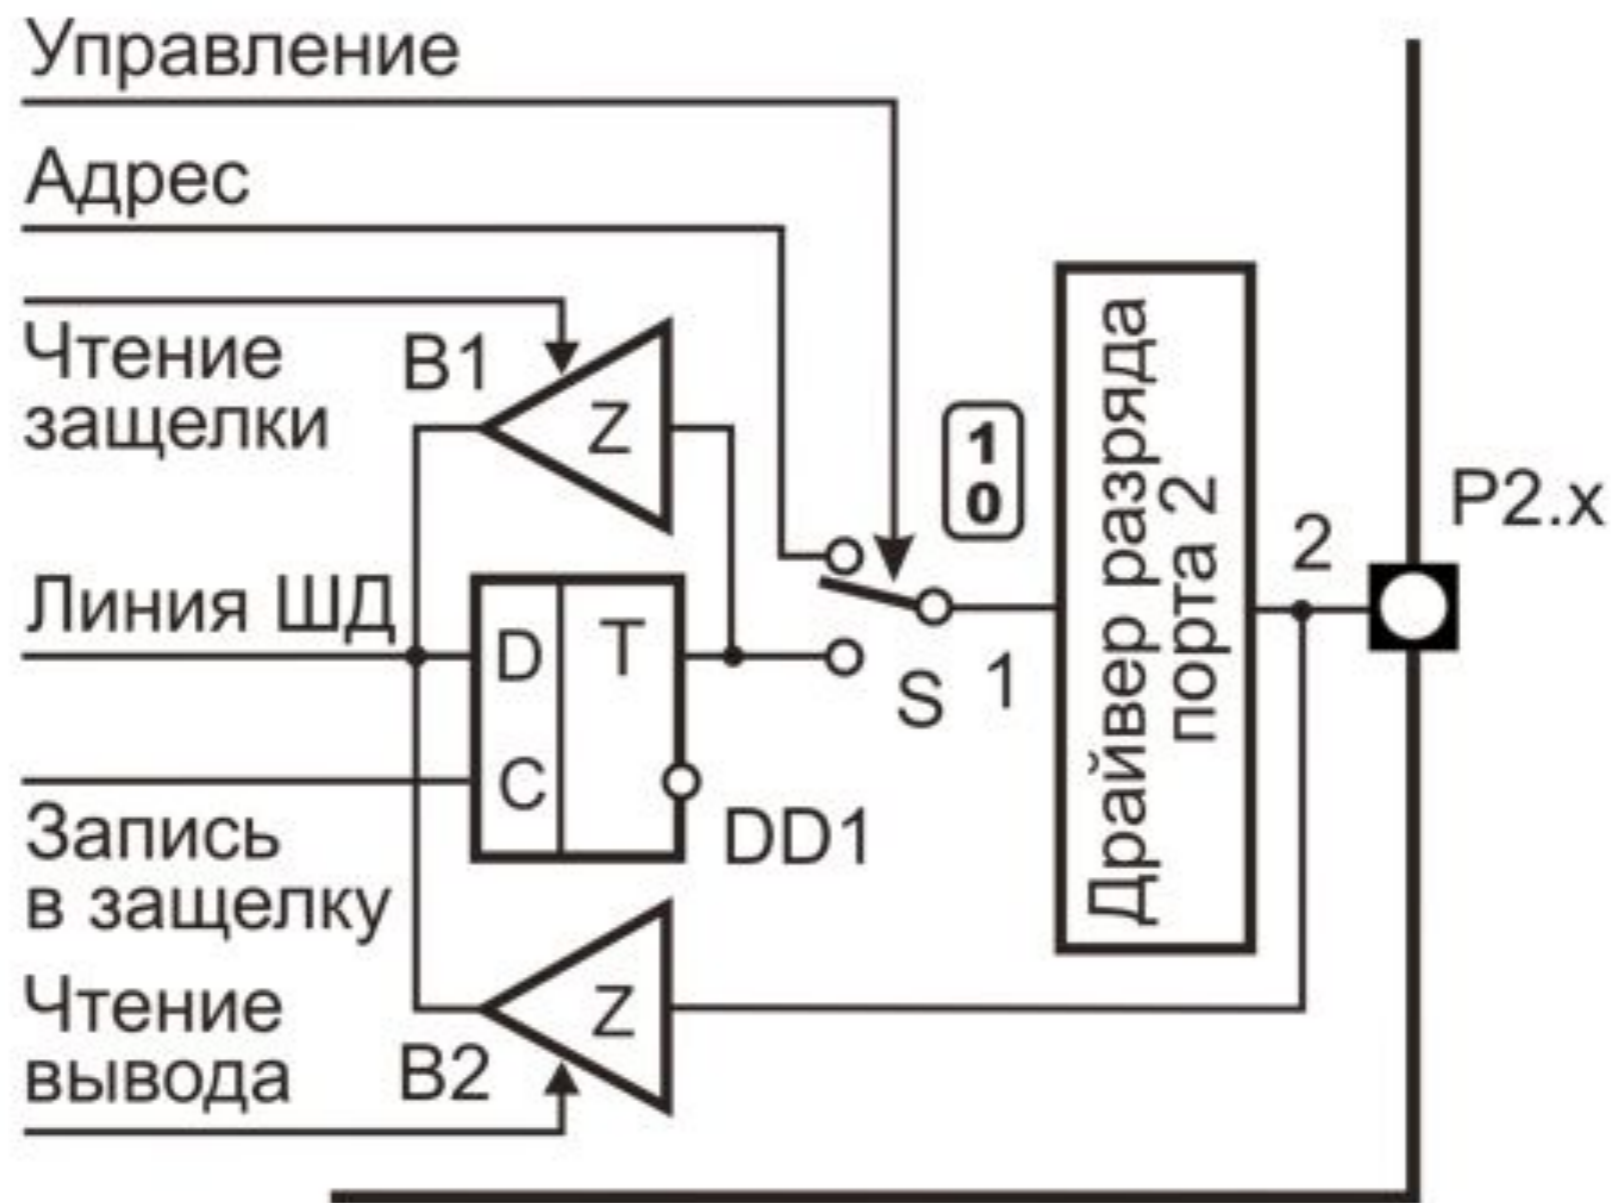 Управление
Адрес
Чтение
защелки
B1
Z
1
0
Драйвер разряда
порта 2
P2.x
2
Линия ШД
D
T
S
1
C
DD1
Запись
в защелку
Чтение
вывода
B2
Z